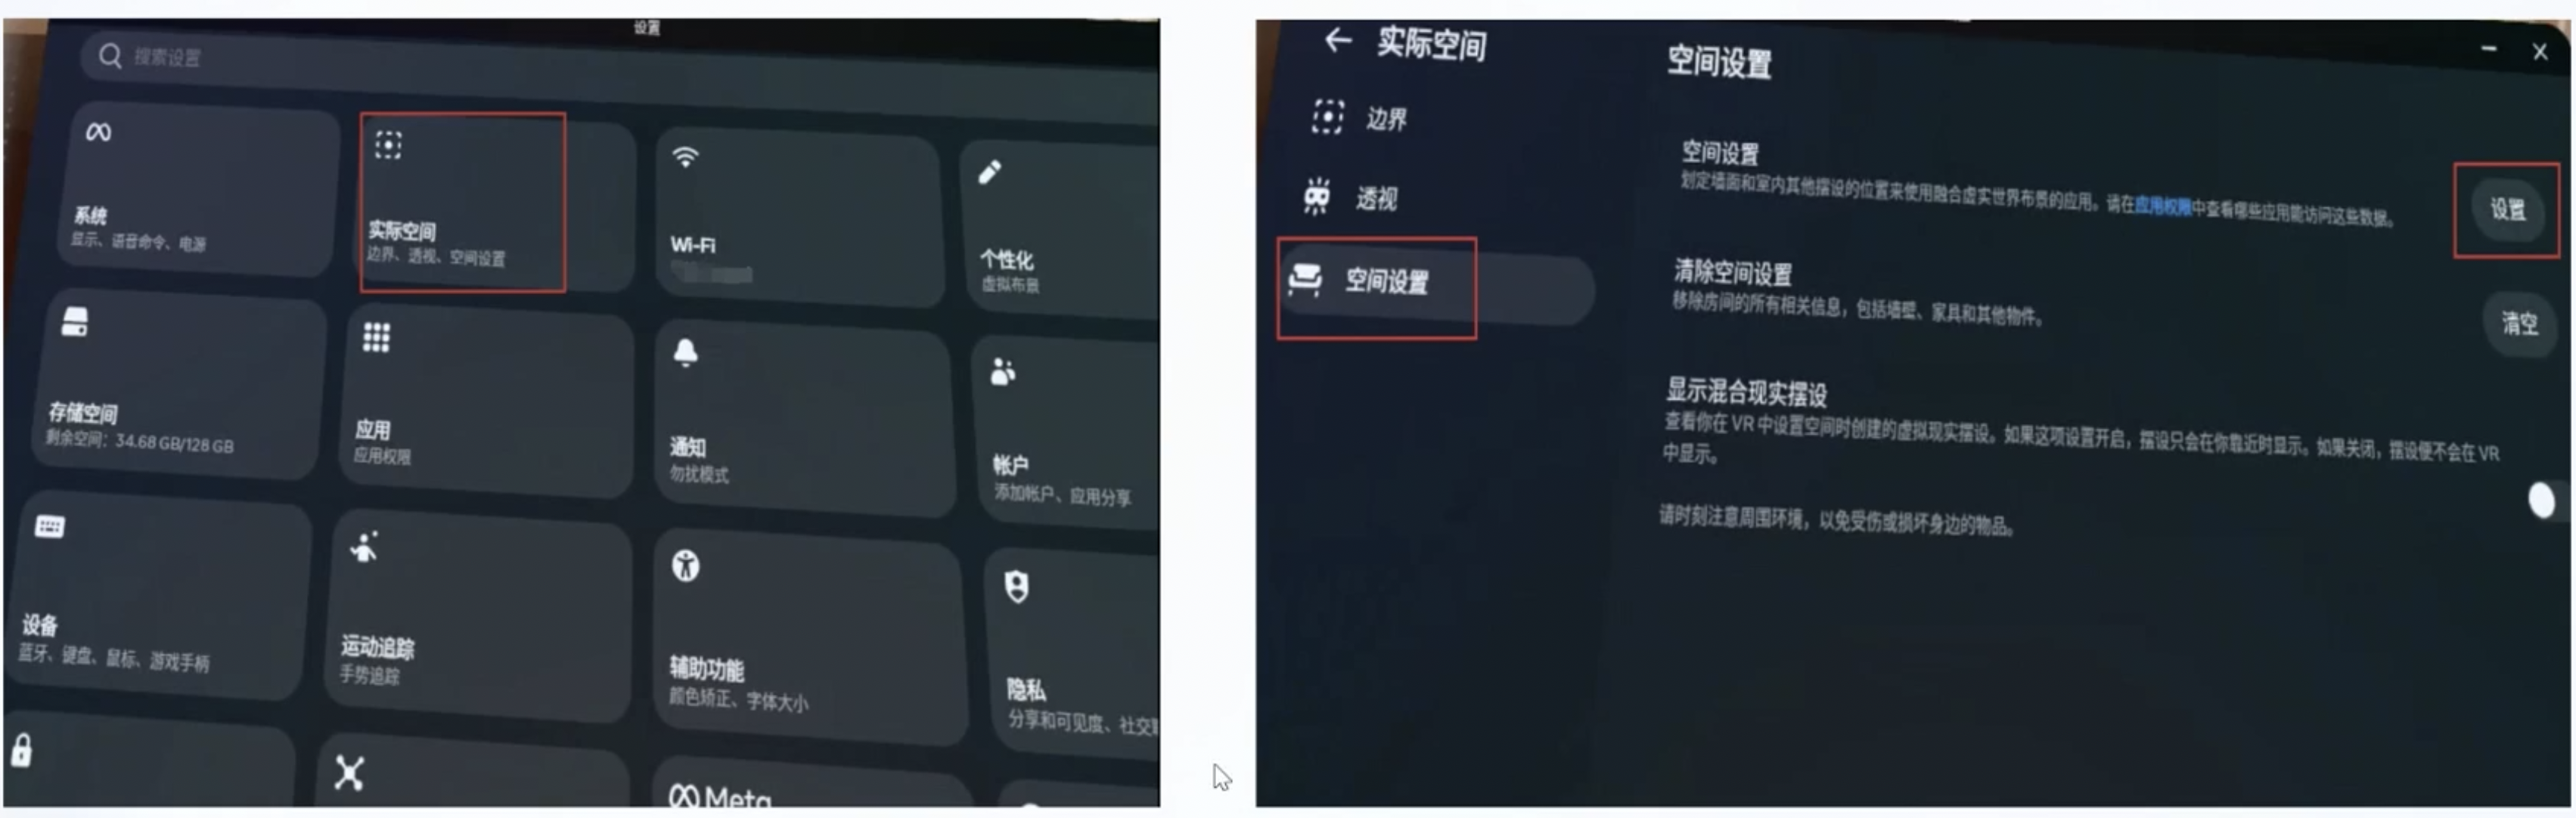 设置
搜索设置
系统
显示、语音命令、电源
实际空间
边界、透视、空间设置
Wi-Fi
个性化
虚拟布景
存储空间
剩余空间：34.68 GB/128 GB
应用
应用权限
通知
勿扰模式
帐户
添加帐户、应用分享
设备
蓝牙、键盘、鼠标、游戏手柄
运动追踪
手势追踪
辅助功能
颜色矫正、字体大小
隐私
分享和可见度、社交
Meta
实际空间
边界
透视
空间设置
空间设置
空间设置
划定墙面和室内其他摆设的位置来使用融合虚实世界布景的应用。请在应用权限中查看哪些应用能访问这些数据。
设置
清除空间设置
移除房间的所有相关信息，包括墙壁、家具和其他物件。
清空
显示混合现实摆设
查看你在 VR 中设置空间时创建的虚拟现实摆设。如果这项设置开启，摆设只会在你靠近时显示。如果关闭，摆设便不会在 VR
中显示。
请时刻注意周围环境，以免受伤或损坏身边的物品。